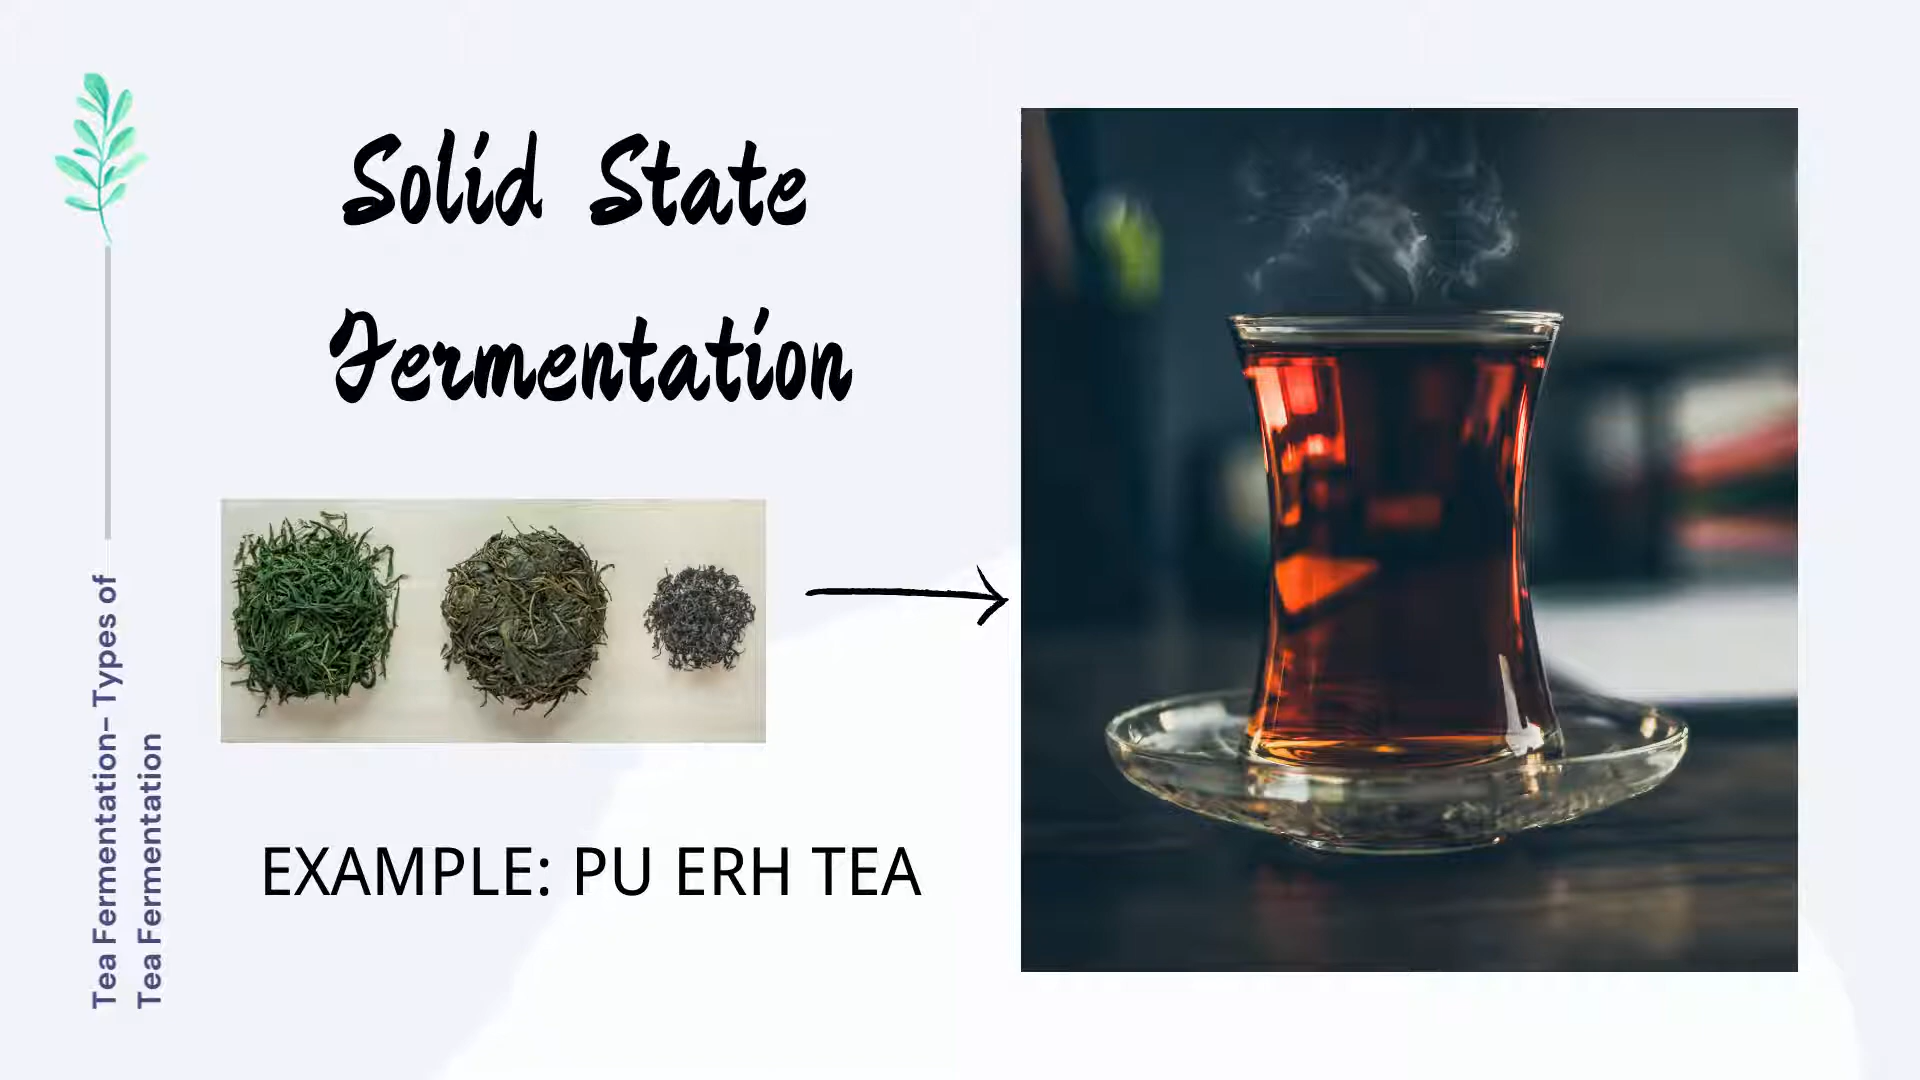 Solid State
Fermentation
EXAMPLE: PU ERH TEA
Tea Fermentation- Types of
Tea Fermentation